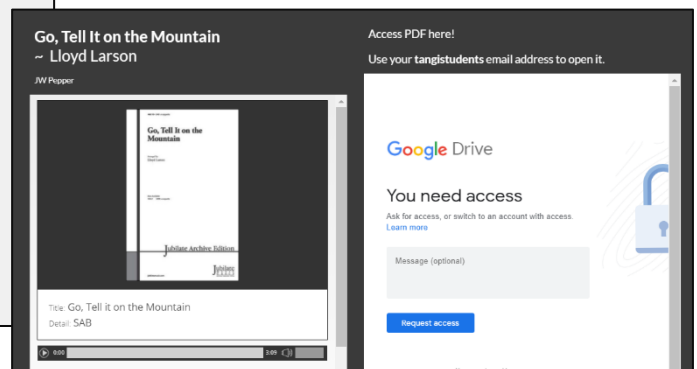 Go, Tell It on the Mountain
~ Lloyd Larson
JW Pepper
Go, Tell It on the
Mountain
Jubilate Archive Edition
Jubilate
Title: Go, Tell it on the Mountain
Detail: SAB
0:00
3:09
Access PDF here!
Use your tangistudents email address to open it.
Google Drive
You need access
Ask for access, or switch to an account with access.
Learn more
Message (optional)
Request access